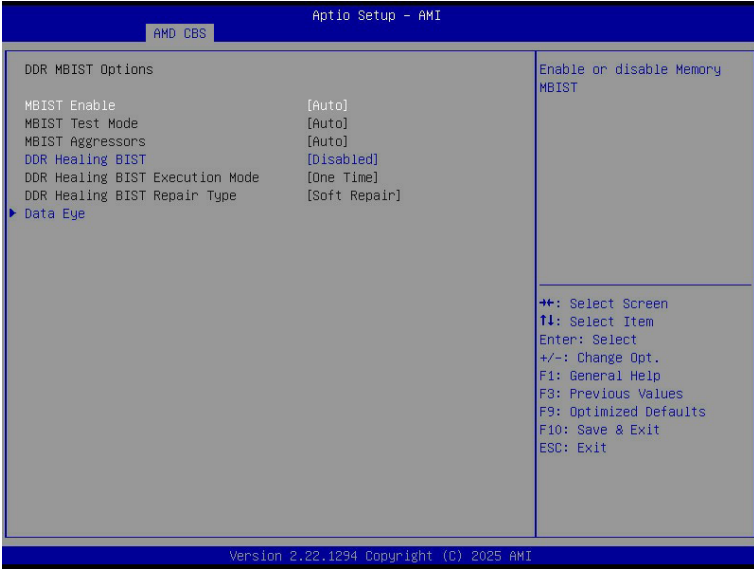 Aptio Setup - AMI
AMD CBS
DDR MBIST Options
MBIST Enable [Auto]
MBIST Test Mode [Auto]
MBIST Aggressors [Auto]
DDR Healing BIST [Disabled]
DDR Healing BIST Execution Mode [One Time]
DDR Healing BIST Repair Type [Soft Repair]
Data Eye
Enable or disable Memory
MBIST
→←: Select Screen
↑↓: Select Item
Enter: Select
+/-: Change Opt.
F1: General Help
F3: Previous Values
F9: Optimized Defaults
F10: Save & Exit
ESC: Exit
Version 2.22.1294 Copyright (C) 2025 AMI